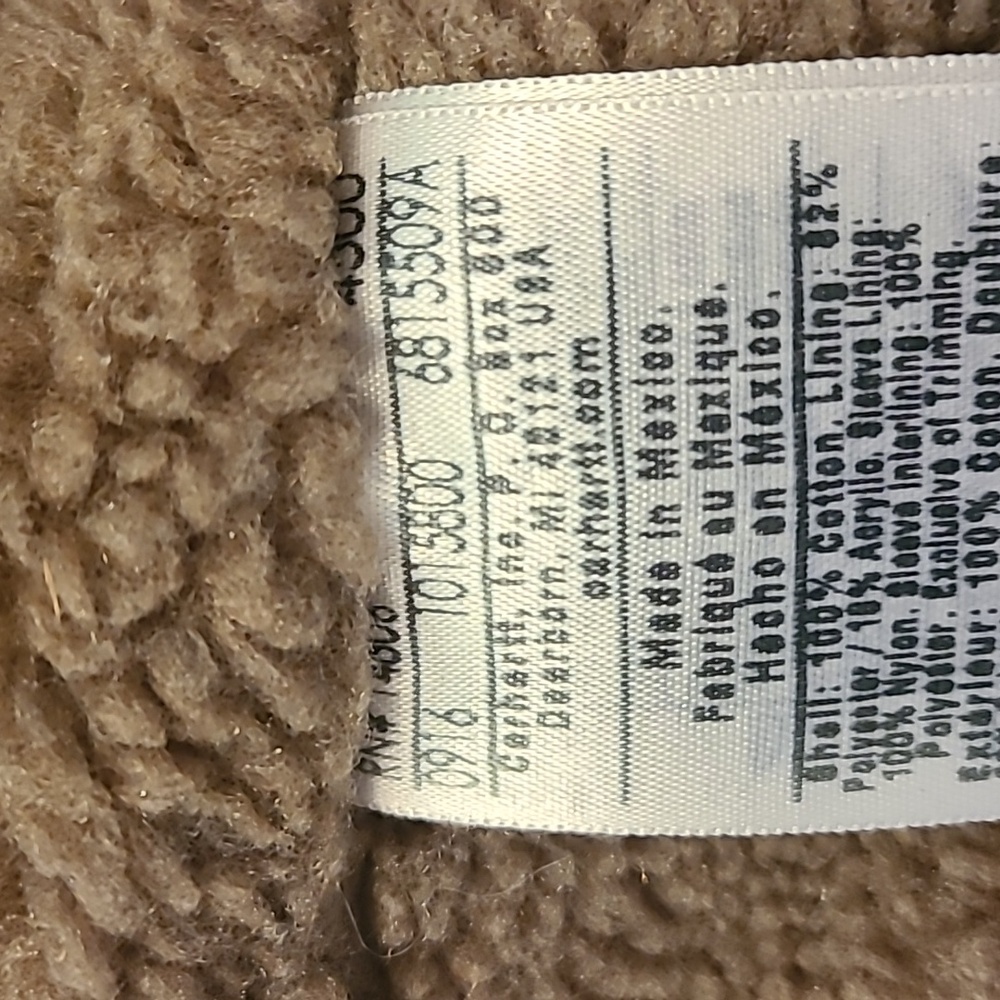 RN# 14806
0916 1015800 6815509A
Carhartt, Inc. P. O. Box 600
Dearborn, MI 48121 USA
carhartt.com
Made in Mexico.
Fabriqué au Mexique.
Hecho en México.
Shell: 100% Cotton. Lining: 82%
Polyester / 18% Acrylic. Sleeve Lining:
100% Nylon. Sleeve Interlining: 100%
Polyester. Exclusive of Trimming.
Extérieur: 100% Coton. Doublure: